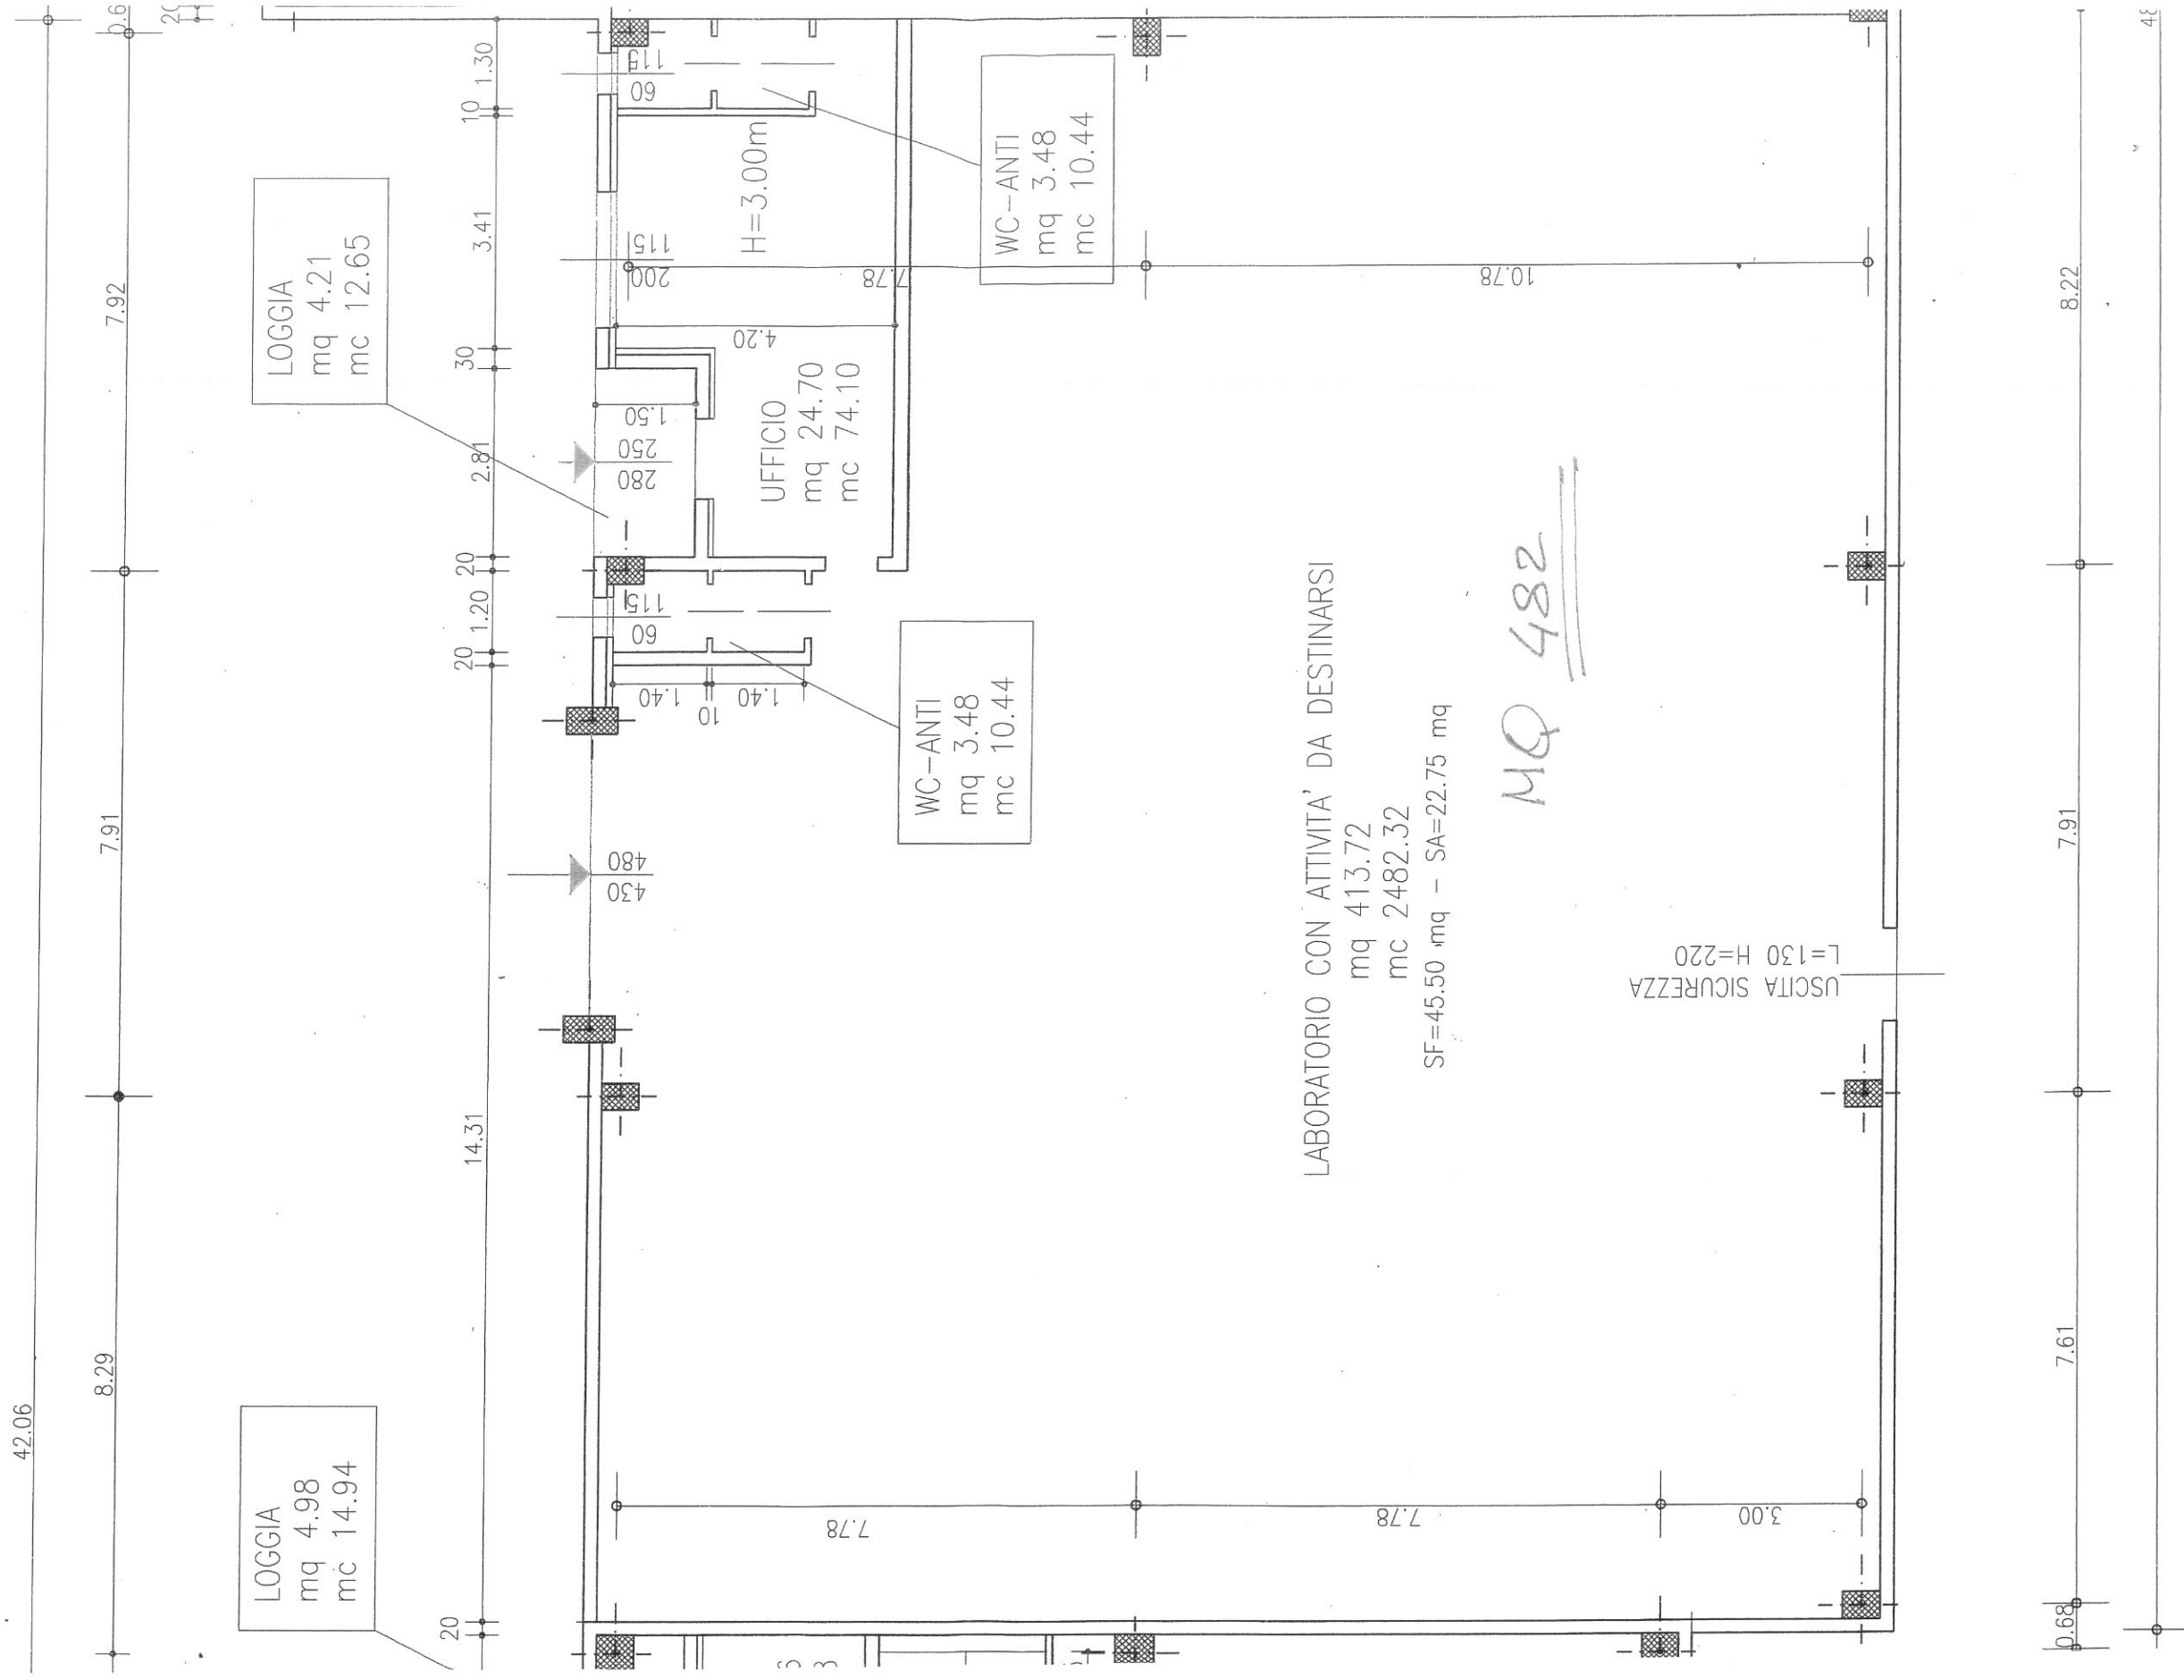 42.06
8.29
7.91
7.92
0.6
20
LOGGIA
mq 4.98
mc 14.94
LOGGIA
mq 4.21
mc 12.65
20
14.31
20
1.20
20
2.81
30
3.41
10
1.30
430
480
60
115
280
250
1.50
200
115
60
115
1.40
10
1.40
4.20
H=3.00m
UFFICIO
mq 24.70
mc 74.10
WC-ANTI
mq 3.48
mc 10.44
WC-ANTI
mq 3.48
mc 10.44
7.78
10.78
7.78
7.78
3.00
LABORATORIO CON ATTIVITA' DA DESTINARSI
mq 413.72
mc 2482.32
SF=45.50 mq - SA=22.75 mq
MQ 482
USCITA SICUREZZA
L=130 H=220
0.68
7.61
7.91
8.22
48